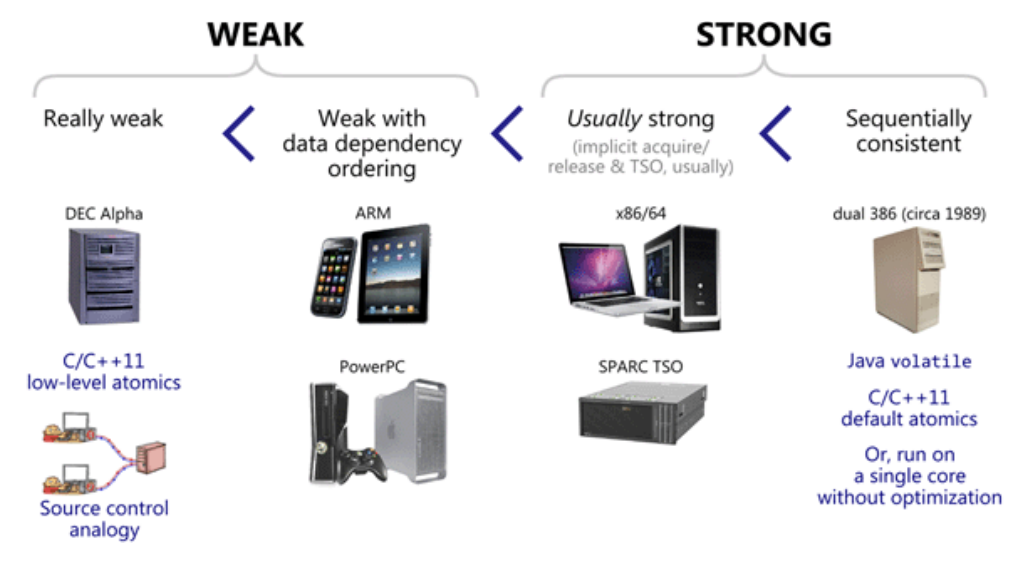 WEAK
STRONG
Really weak
Weak with
data dependency
ordering
Usually strong
(implicit acquire/
release & TSO, usually)
Sequentially
consistent
DEC Alpha
ARM
x86/64
dual 386 (circa 1989)
C/C++11
low-level atomics
PowerPC
SPARC TSO
Java volatile
C/C++11
default atomics
Or, run on
a single core
without optimization
Source control
analogy